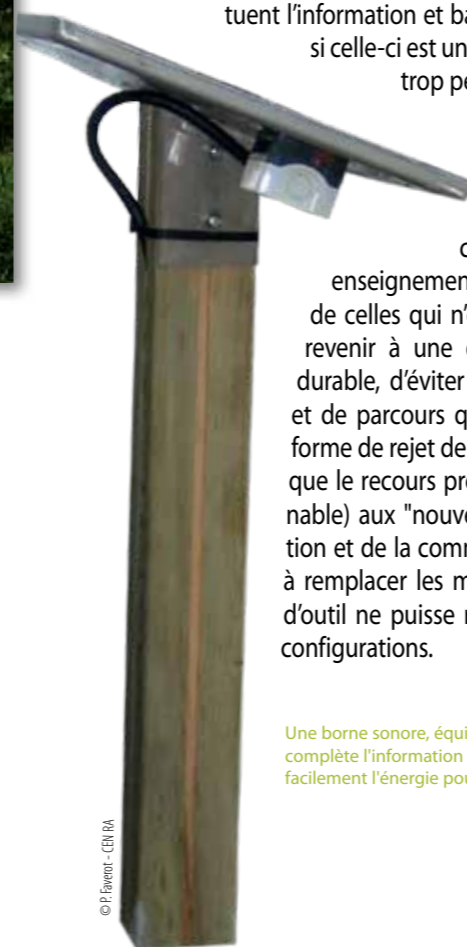 tuent l'information et ba
si celle-ci est un
trop pe
enseignemen
de celles qui n'
revenir à une
durable, d'éviter
et de parcours q
forme de rejet de
que le recours pr
nable) aux "nouv
tion et de la comm
à remplacer les m
d'outil ne puisse
configurations.
Une borne sonore, équi
complète l'information
facilement l'énergie pou
© P. Faverot - CEN RA